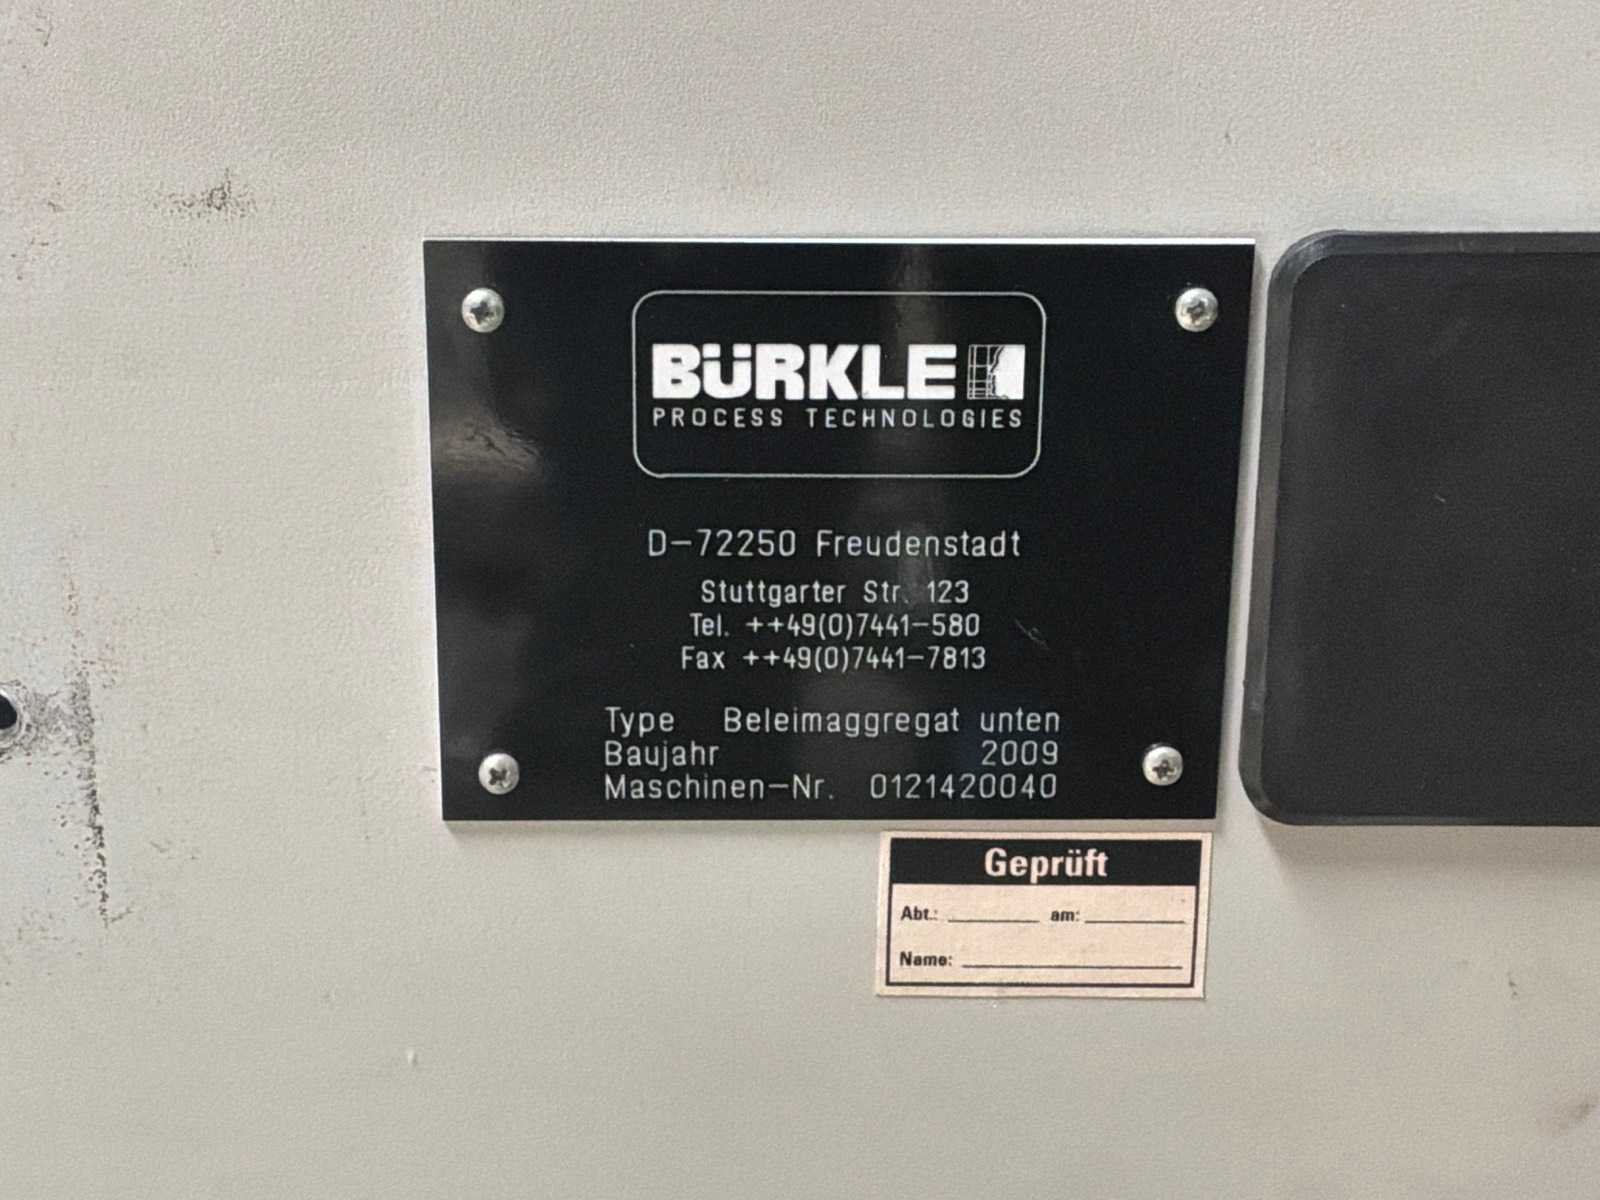 BÜRKLE
PROCESS TECHNOLOGIES
D-72250 Freudenstadt
Stuttgarter Str. 123
Tel. ++49(0)7441-580
Fax ++49(0)7441-7813
Type Beleimaggregat unten
Baujahr 2009
Maschinen-Nr. 0121420040
Geprüft
Abt.: am:
Name: